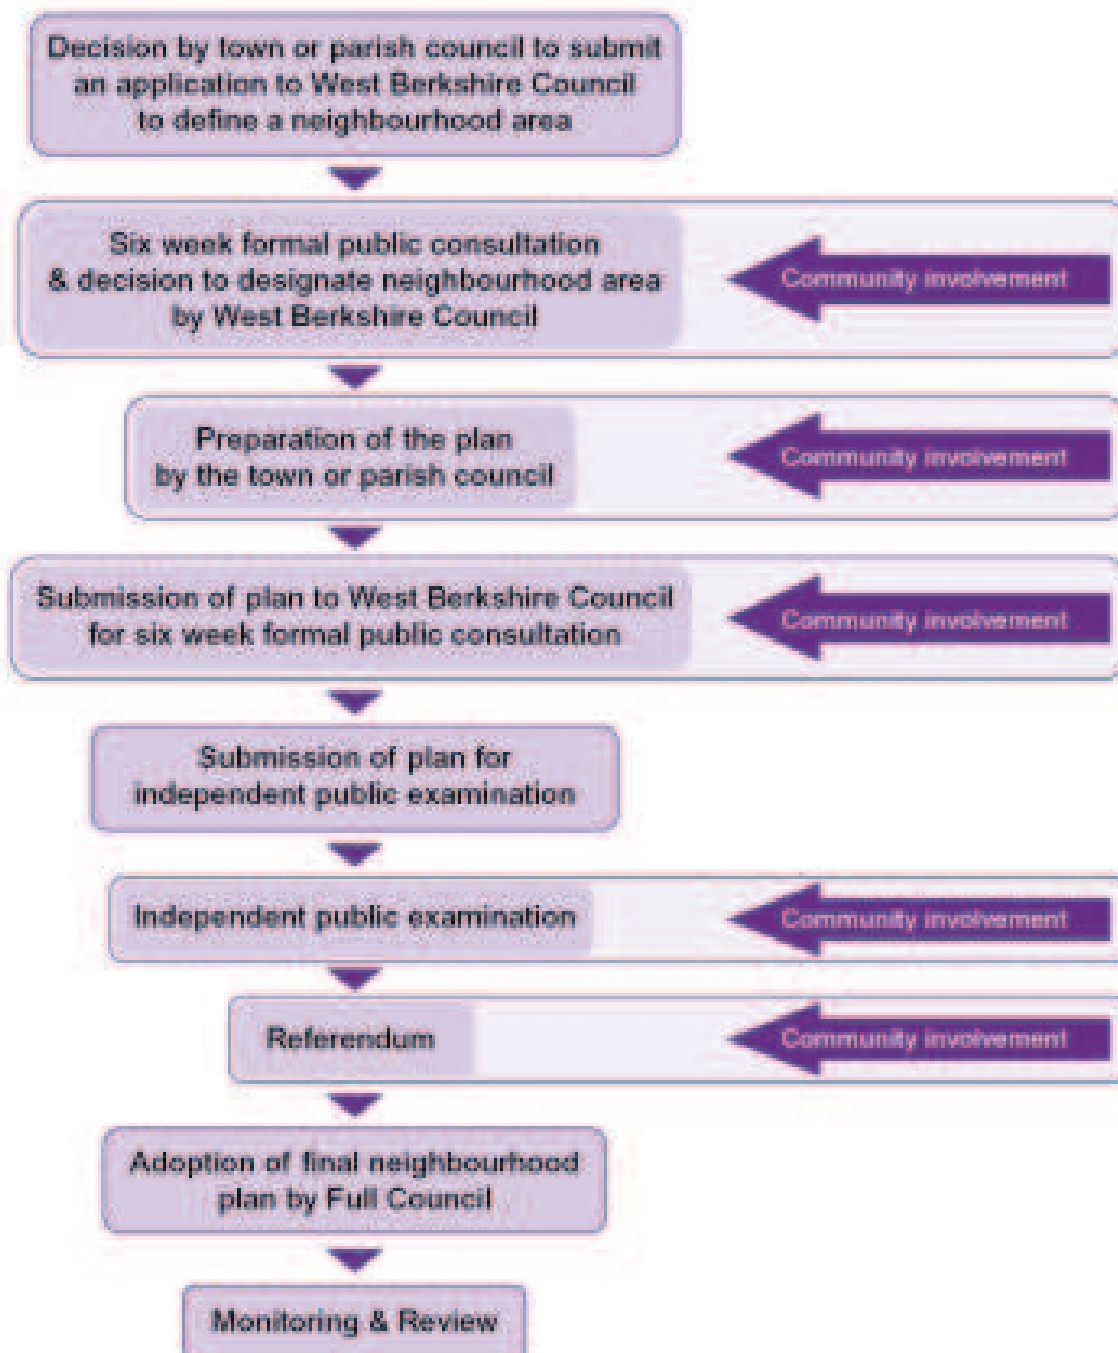 Decision by town or parish council to submit
an application to West Berkshire Council
to define a neighbourhood area
Six week formal public consultation
& decision to designate neighbourhood area
by West Berkshire Council
Community involvement
Preparation of the plan
by the town or parish council
Community involvement
Submission of plan to West Berkshire Council
for six week formal public consultation
Community involvement
Submission of plan for
independent public examination
Independent public examination
Community involvement
Referendum
Community involvement
Adoption of final neighbourhood
plan by Full Council
Monitoring & Review